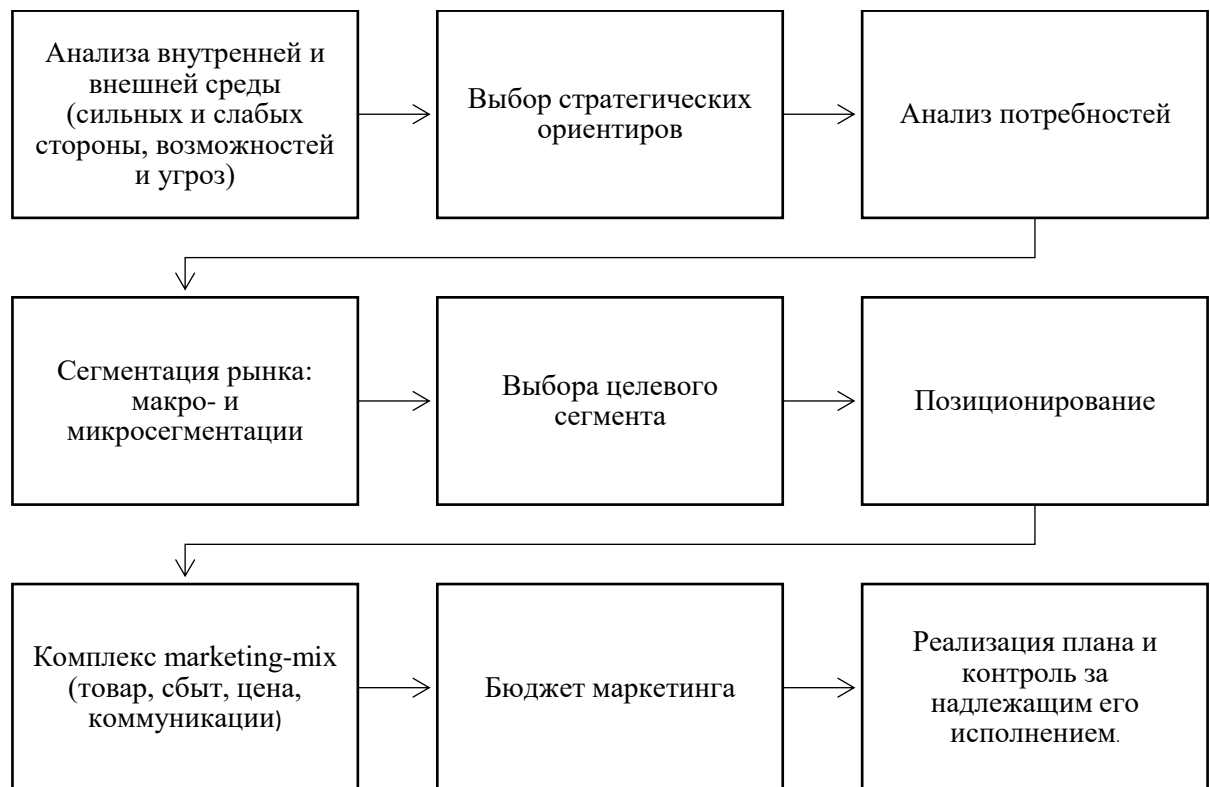 Анализа внутренней и
внешней среды
(сильных и слабых
стороны, возможностей
и угроз)
Выбор стратегических
ориентиров
Анализ потребностей
Сегментация рынка:
макро- и
микросегментации
Выбора целевого
сегмента
Позиционирование
Комплекс marketing-mix
(товар, сбыт, цена,
коммуникации)
Бюджет маркетинга
Реализация плана и
контроль за
надлежащим его
исполнением.